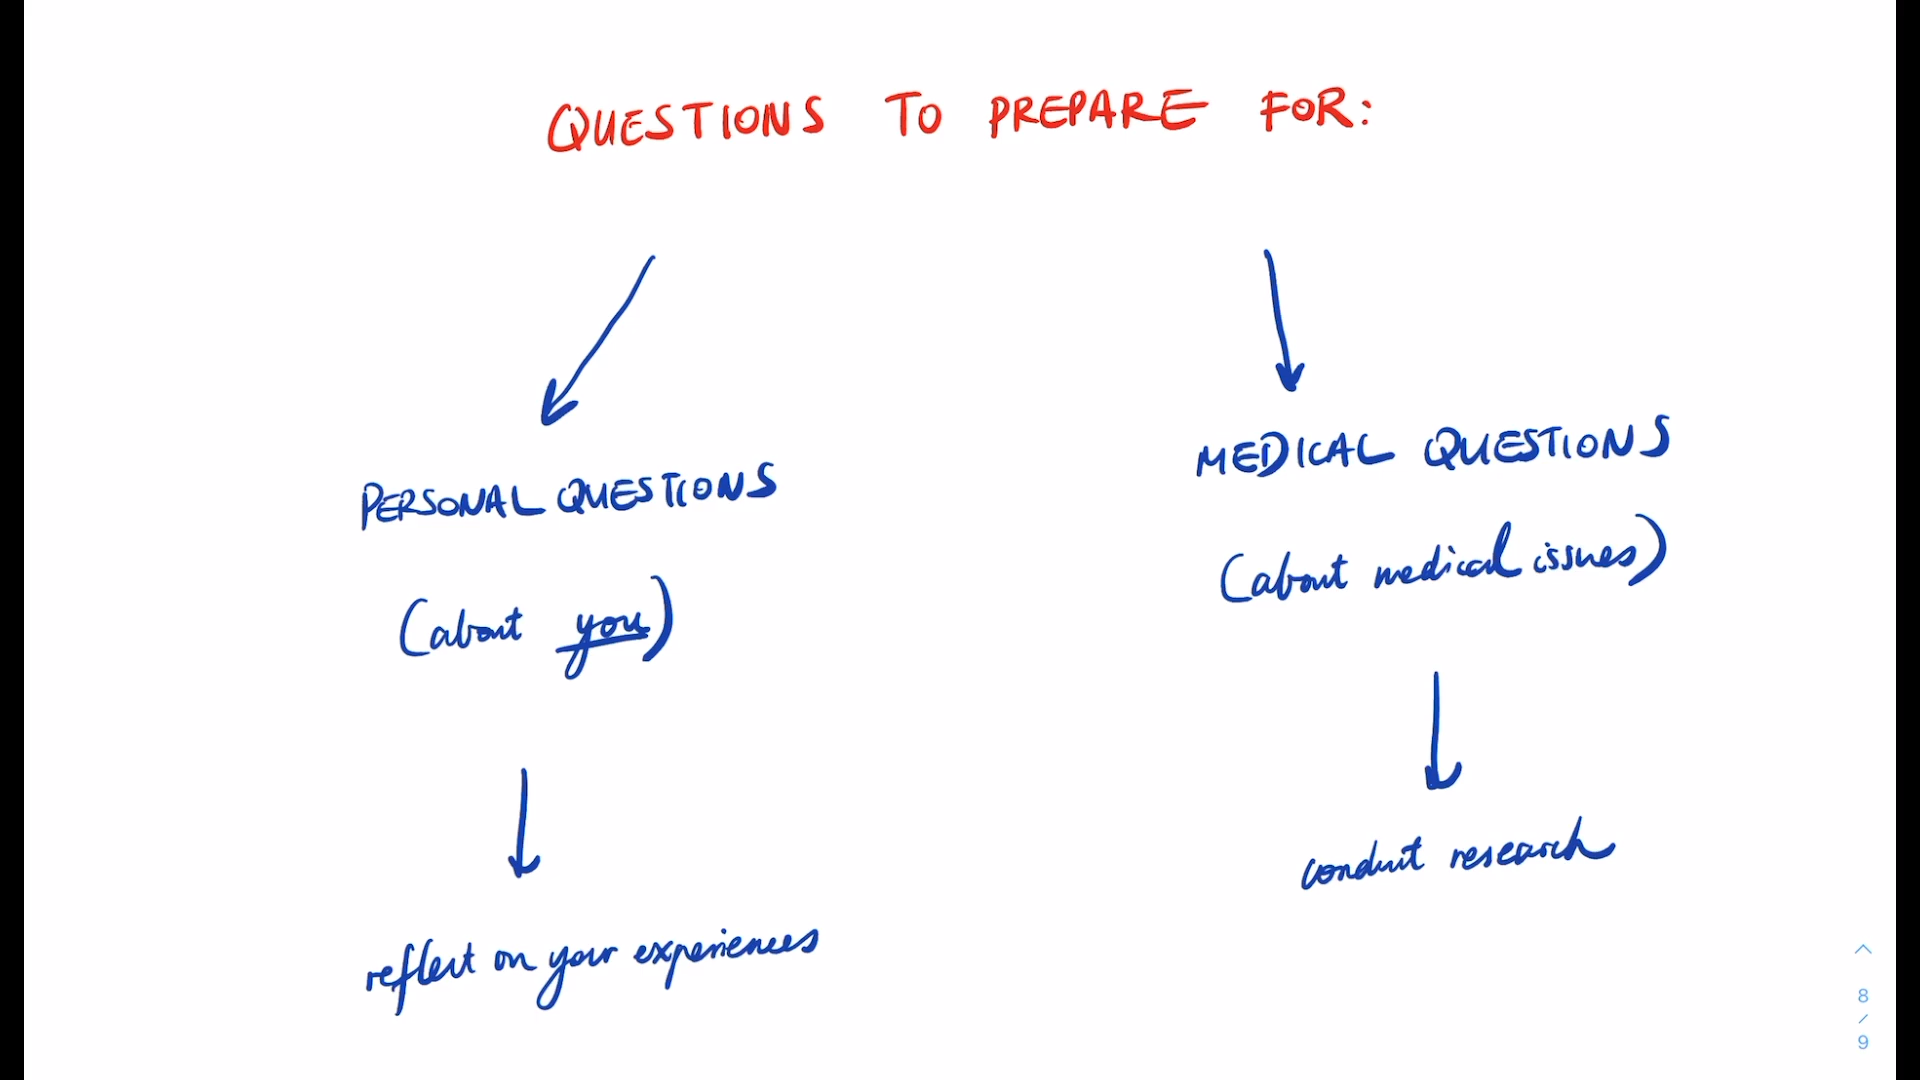 QUESTIONS TO PREPARE FOR:
PERSONAL QUESTIONS
(about you)
reflect on your experiences
MEDICAL QUESTIONS
(about medical issues)
conduct research
8
/
9